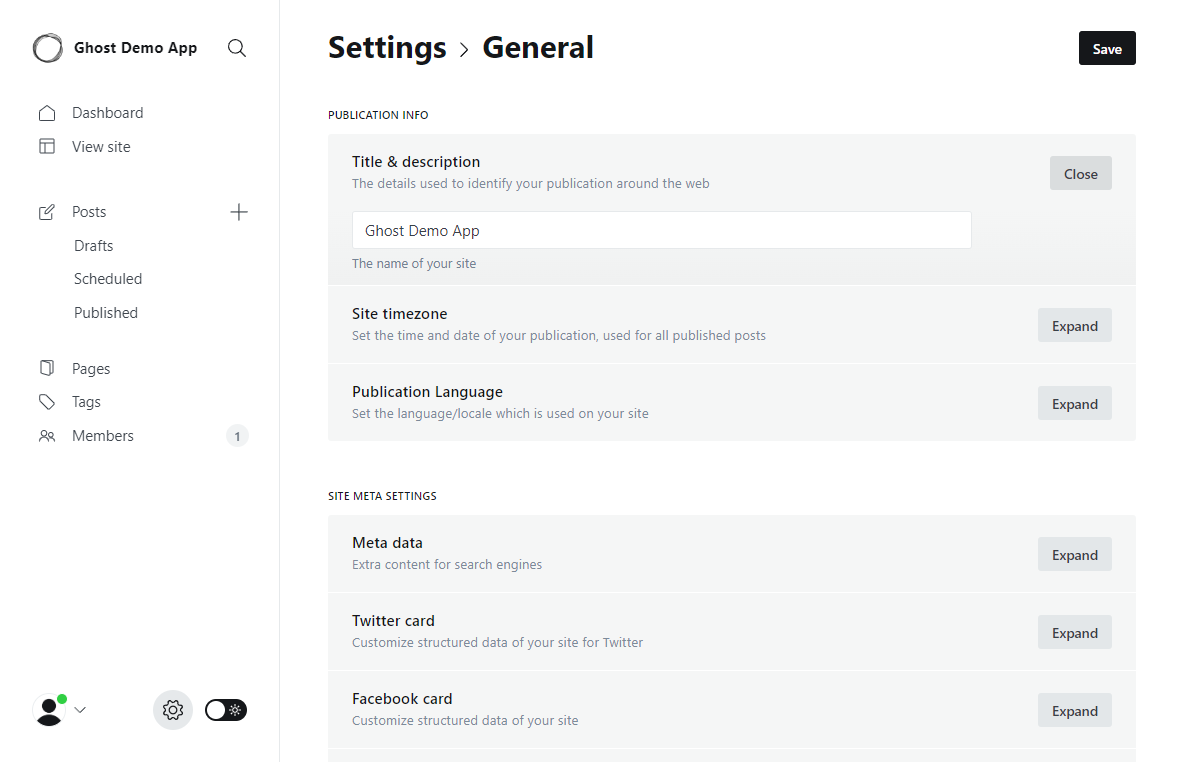 Ghost Demo App
Dashboard
View site
Posts
Drafts
Scheduled
Published
Pages
Tags
Members
1
Settings > General
Save
PUBLICATION INFO
Title & description
The details used to identify your publication around the web
Close
Ghost Demo App
The name of your site
Site timezone
Set the time and date of your publication, used for all published posts
Expand
Publication Language
Set the language/locale which is used on your site
Expand
SITE META SETTINGS
Meta data
Extra content for search engines
Expand
Twitter card
Customize structured data of your site for Twitter
Expand
Facebook card
Customize structured data of your site
Expand